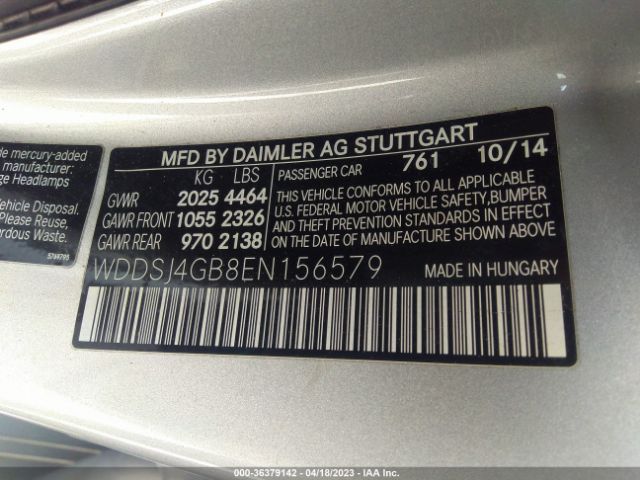 de mercury-added
manufacturer:
ge Headlamps
Vehicle Disposal.
Please Reuse,
ardous Waste.
MFD BY DAIMLER AG STUTTGART
KG LBS
GVWR 2025 4464
GAWR FRONT 1055 2326
GAWR REAR 970 2138
PASSENGER CAR 761 10/14
THIS VEHICLE CONFORMS TO ALL APPLICABLE
U.S. FEDERAL MOTOR VEHICLE SAFETY, BUMPER
AND THEFT PREVENTION STANDARDS IN EFFECT
ON THE DATE OF MANUFACTURE SHOWN ABOVE
WDDSJ4GB8EN156579 MADE IN HUNGARY
000-36379142 - 04/18/2023 - IAA Inc.